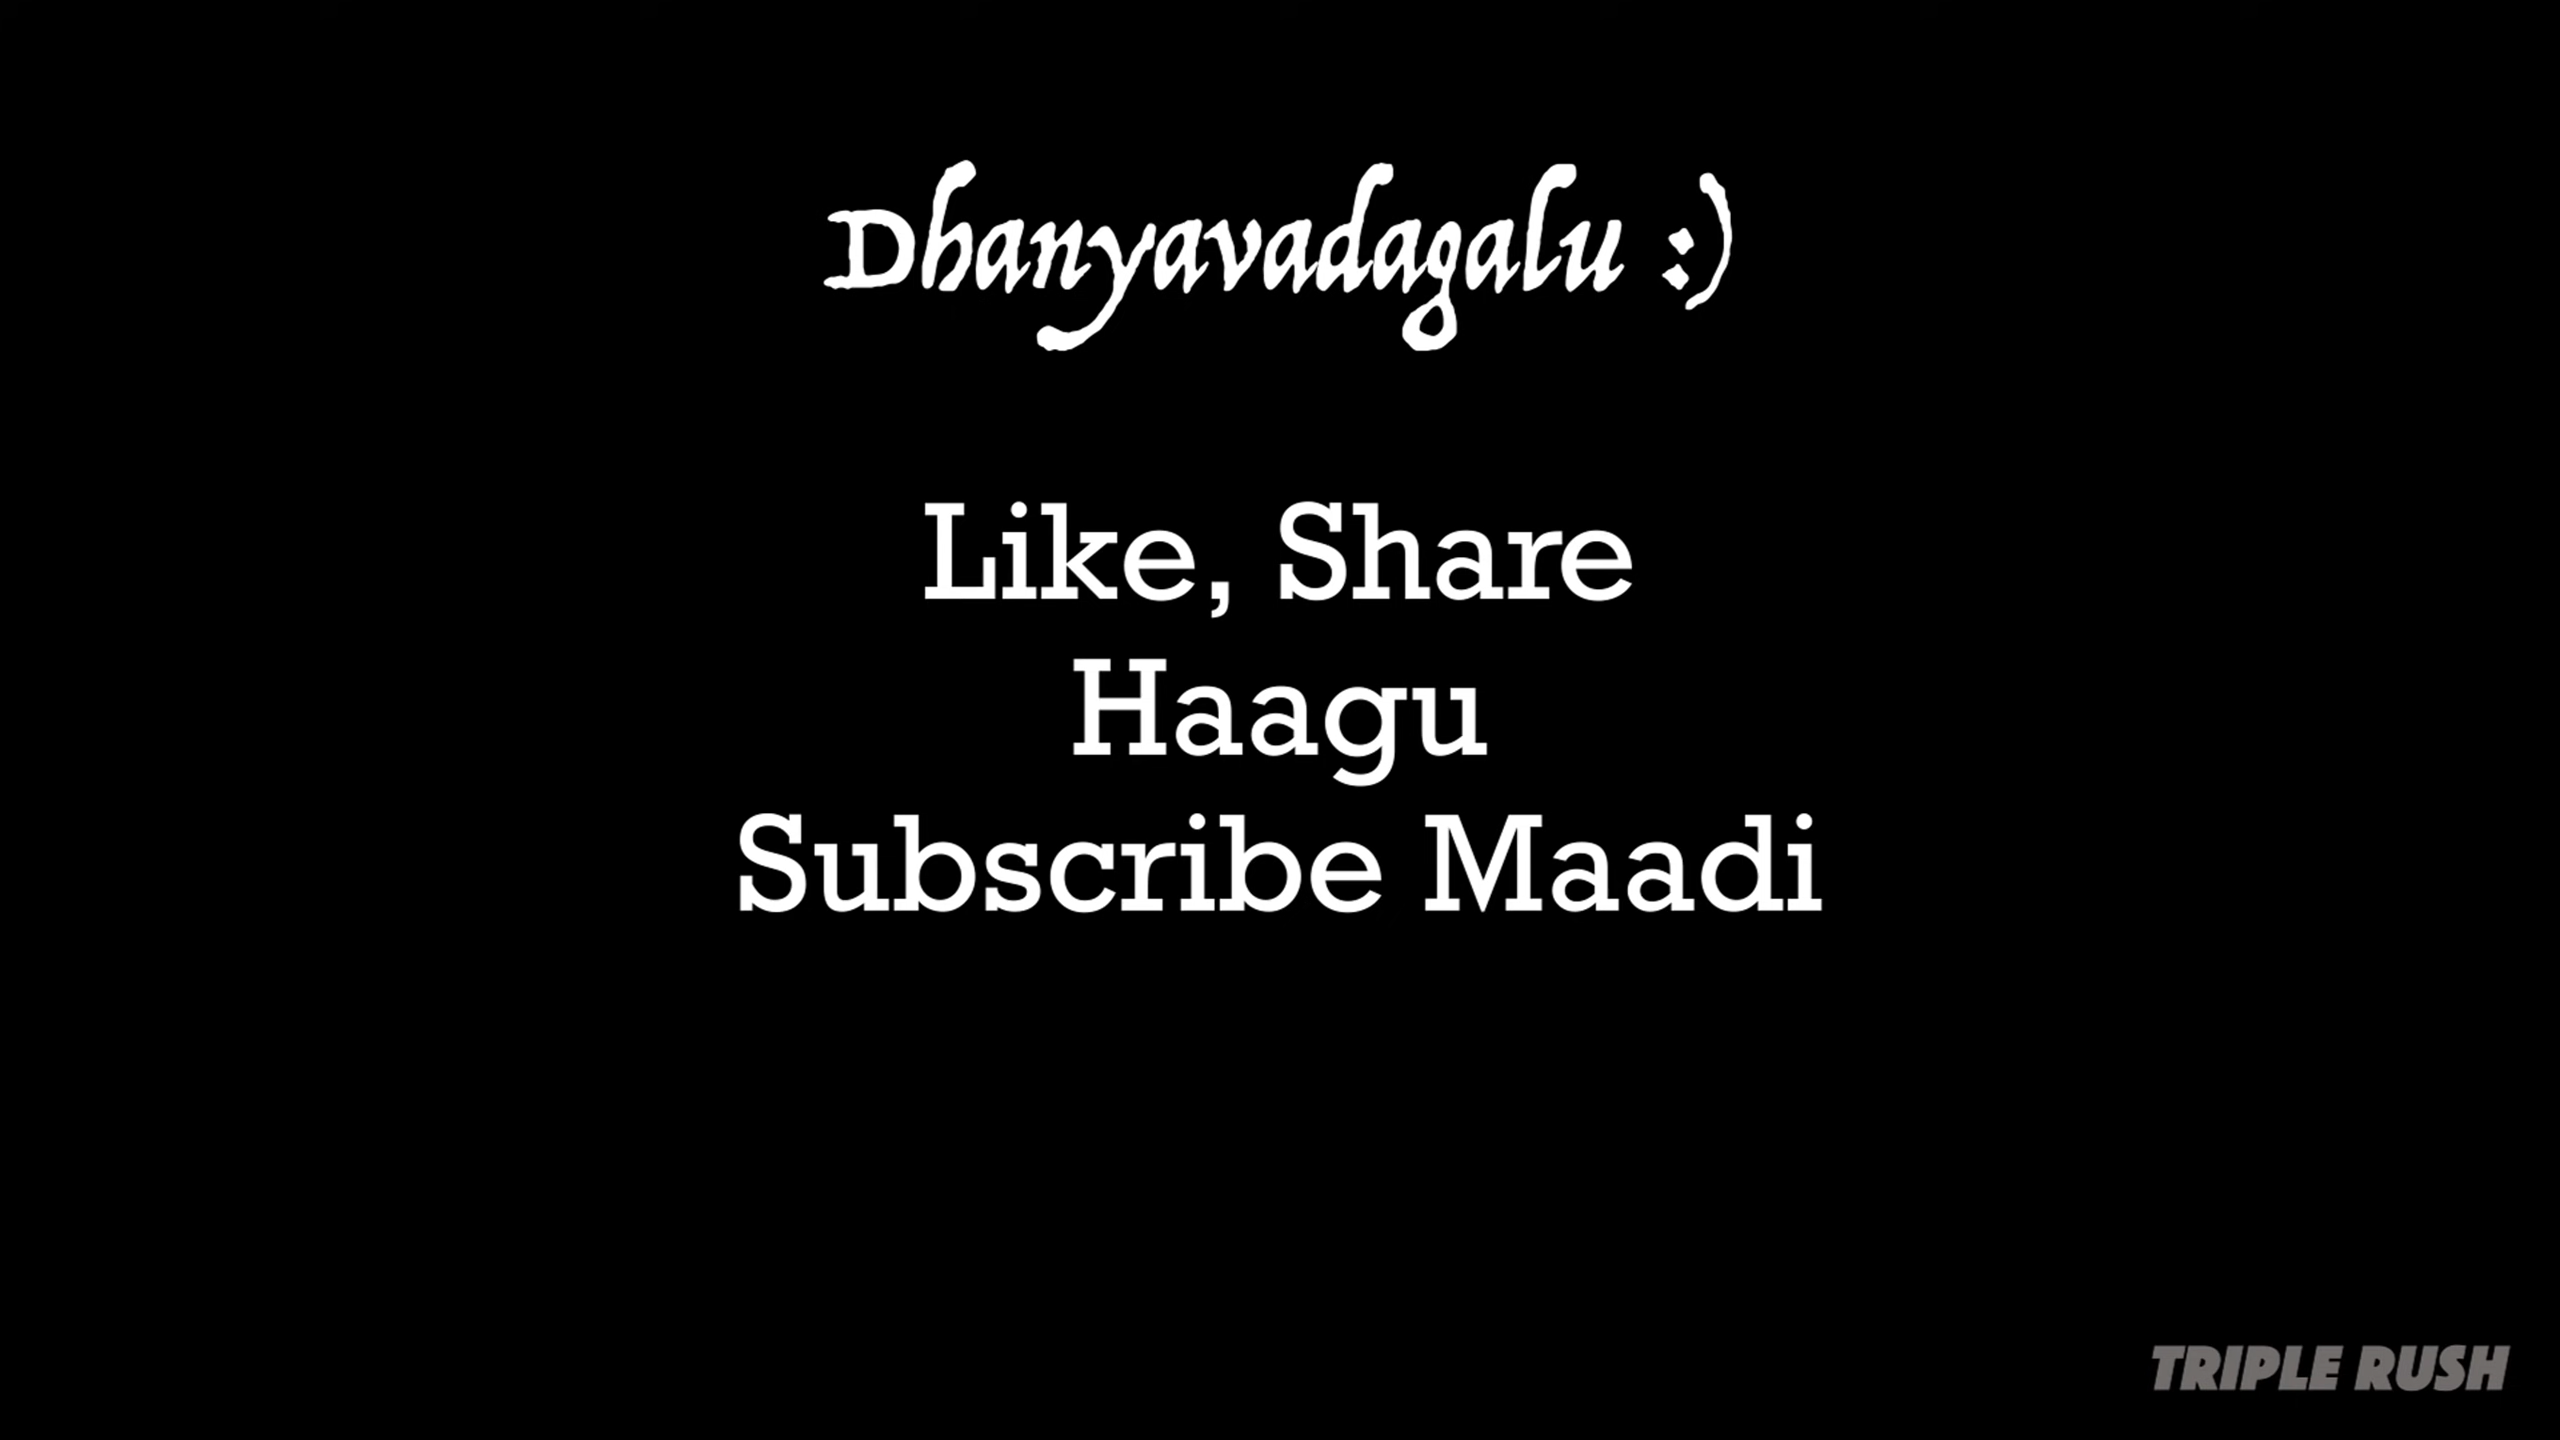 Dhanyavadagalu :)
Like, Share
Haagu
Subscribe Maadi
TRIPLE RUSH